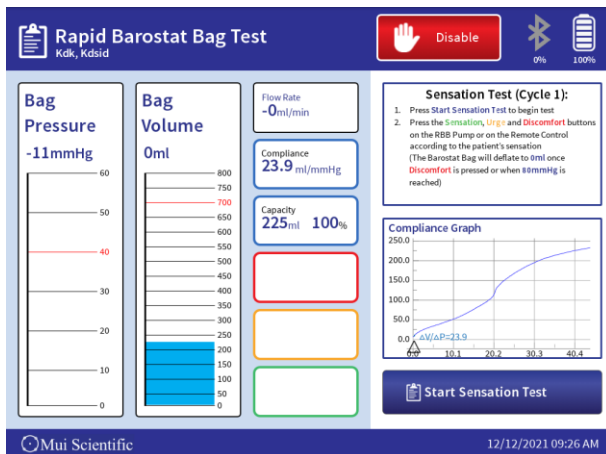 Rapid Barostat Bag Test
Kdk, Kdsid
Disable
0%
100%
Bag
Pressure
-11mmHg
60
50
40
30
20
10
0
Bag
Volume
0ml
800
750
700
650
600
550
500
450
400
350
300
250
200
150
100
50
0
Flow Rate
-0ml/min
Compliance
23.9 ml/mmHg
Capacity
225ml 100%
Sensation Test (Cycle 1):
1. Press Start Sensation Test to begin test
2. Press the Sensation, Urge and Discomfort buttons
on the RBB Pump or on the Remote Control
according to the patient's sensation
(The Barostat Bag will deflate to 0ml once
Discomfort is pressed or when 80mmHg is
reached)
Compliance Graph
250.0
200.0
150.0
100.0
50.0
0.0
△V/△P=23.9
0.0 10.1 20.2 30.3 40.4
Start Sensation Test
Mui Scientific
12/12/2021 09:26 AM